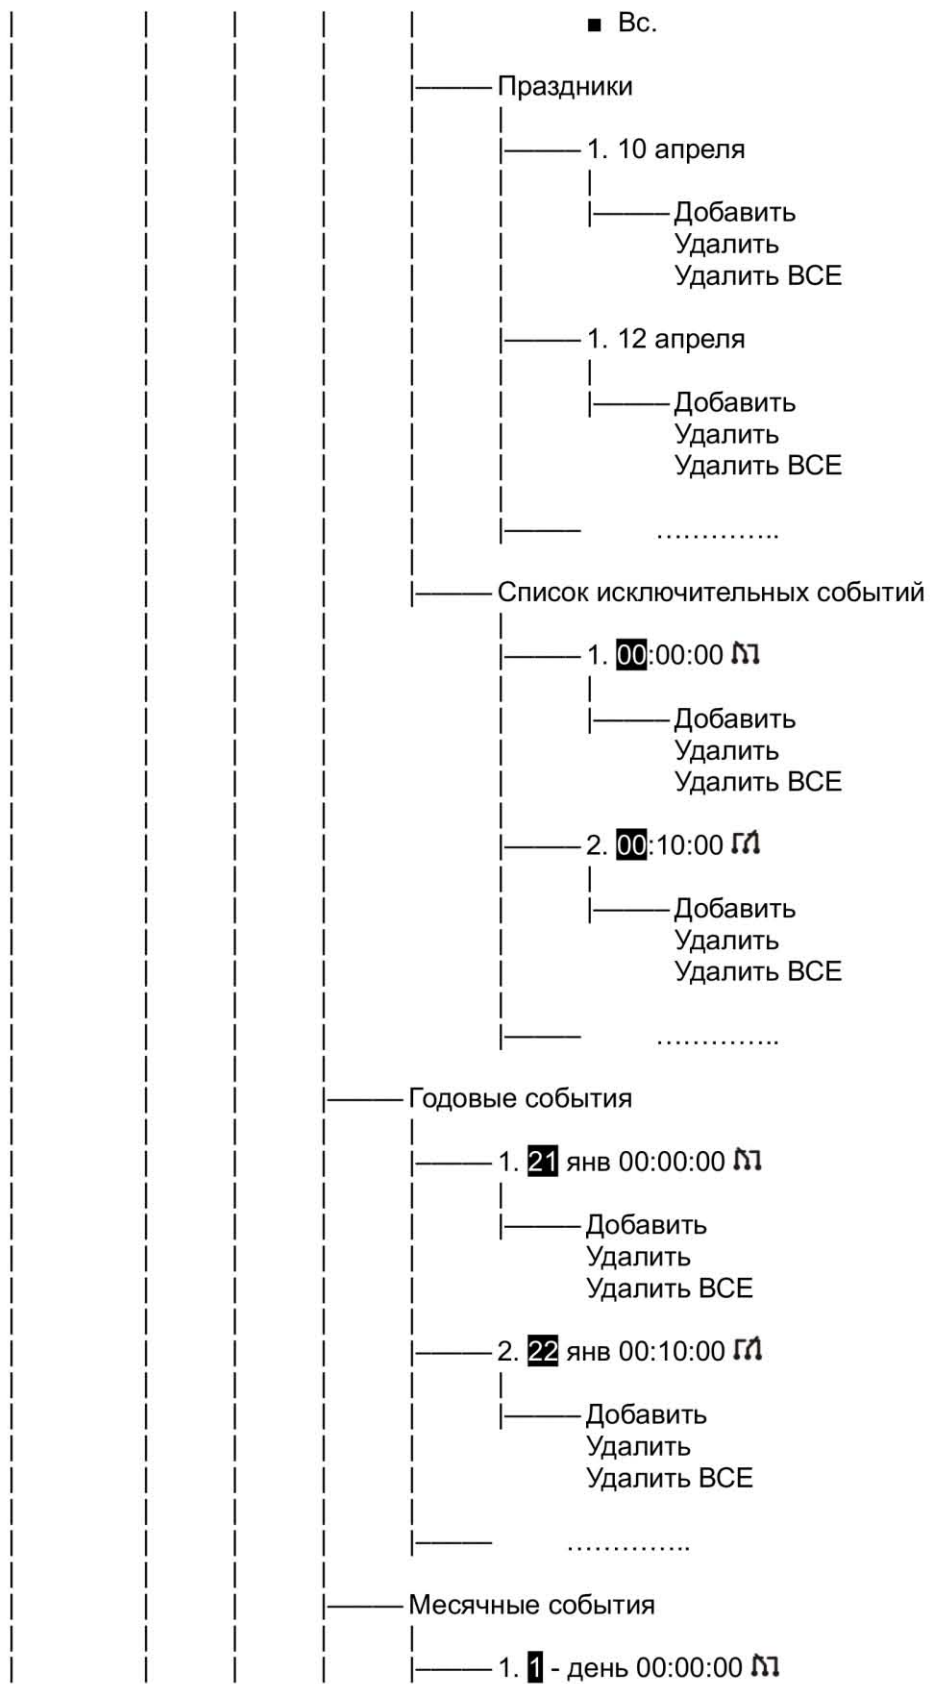 ■ Вс.
Праздники
1. 10 апреля
Добавить
Удалить
Удалить ВСЕ
1. 12 апреля
Добавить
Удалить
Удалить ВСЕ
…………..
Список исключительных событий
1. 00:00:00
Добавить
Удалить
Удалить ВСЕ
2. 00:10:00
Добавить
Удалить
Удалить ВСЕ
…………..
Годовые события
1. 21 янв 00:00:00
Добавить
Удалить
Удалить ВСЕ
2. 22 янв 00:10:00
Добавить
Удалить
Удалить ВСЕ
…………..
Месячные события
1. 1 - день 00:00:00